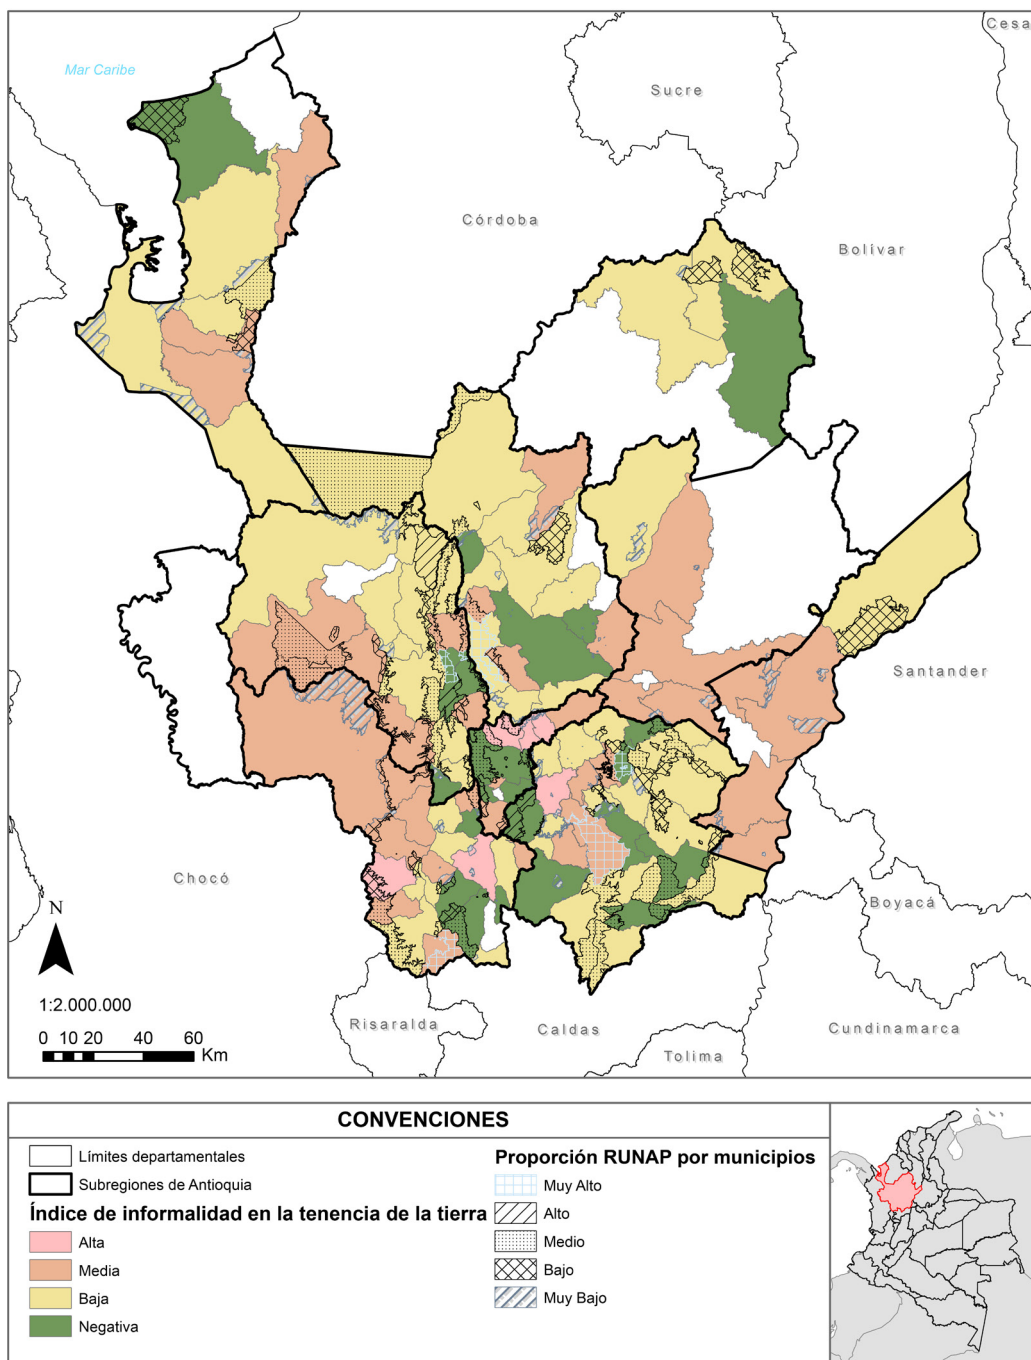 Cesa
Mar Caribe
Sucre
Córdoba
Bolívar
Santander
Chocó
Boyacá
N
1:2.000.000
0 10 20 40 60
Km
Risaralda
Caldas
Cundinamarca
Tolima
CONVENCIONES
Límites departamentales
Subregiones de Antioquia
Índice de informalidad en la tenencia de la tierra
Alta
Media
Baja
Negativa
Proporción RUNAP por municipios
Muy Alto
Alto
Medio
Bajo
Muy Bajo